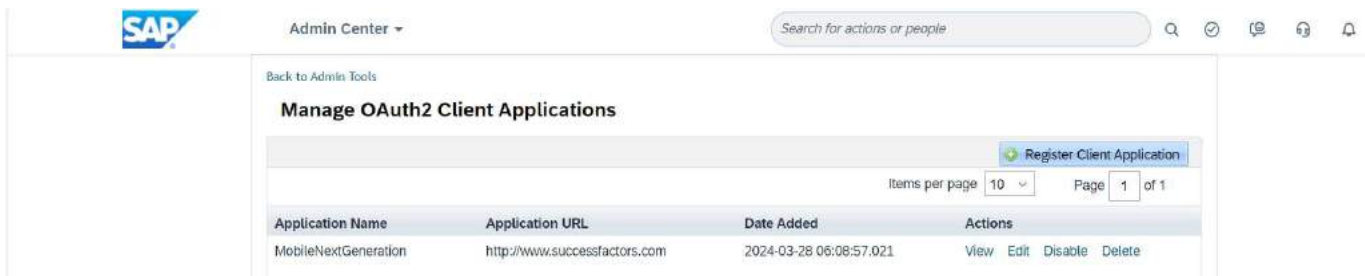 SAP
Admin Center
Search for actions or people
Back to Admin Tools
Manage OAuth2 Client Applications
Register Client Application
Items per page 10 Page 1 of 1
Application Name Application URL Date Added Actions
MobileNextGeneration http://www.successfactors.com 2024-03-28 06:08:57.021 View Edit Disable Delete